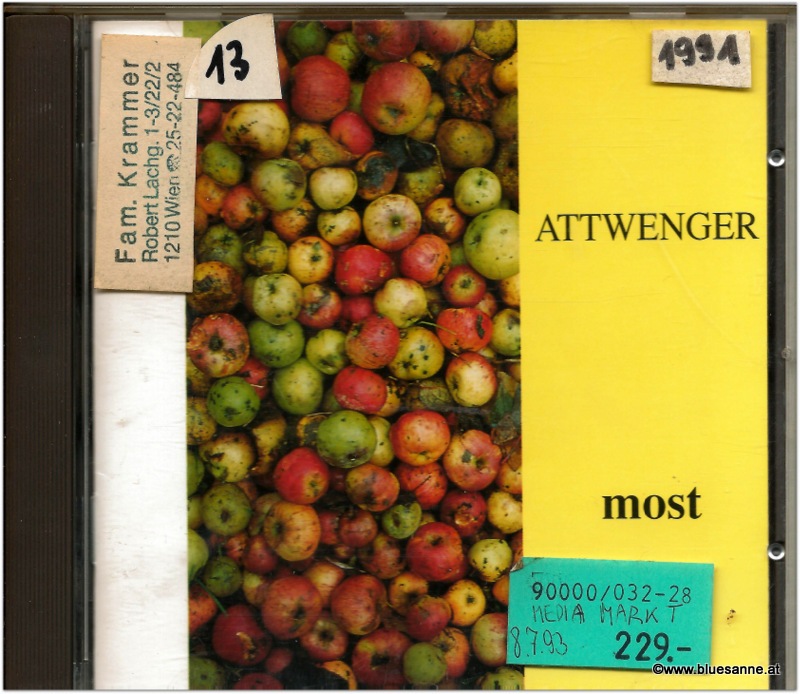 Fam. Krammer
Robert Lachg. 1-3/22/2
1210 Wien ☎ 25-22-484
13
1991
ATTWENGER
most
90000/032-28
MEDIA MARKT
8.7.93 229.-
©www.bluesanne.at